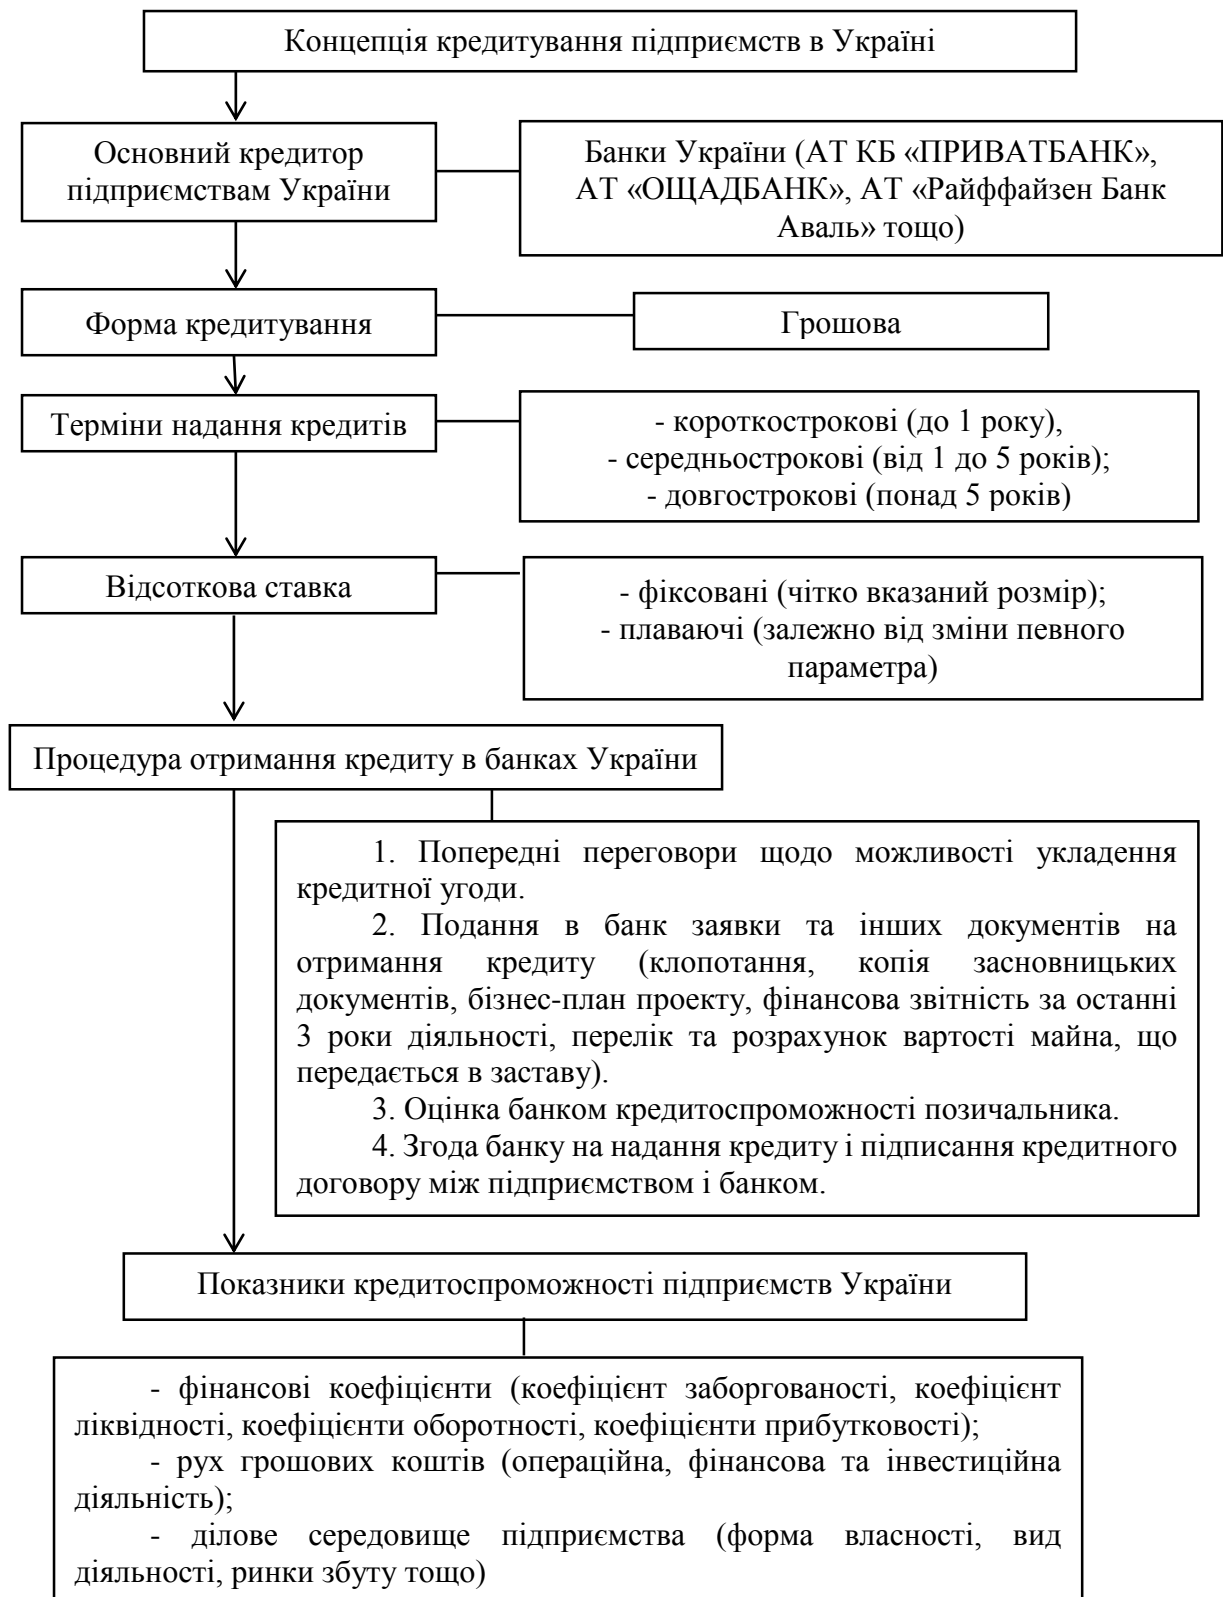 Концепція кредитування підприємств в Україні
Основний кредитор
підприємствам України
Банки України (АТ КБ «ПРИВАТБАНК»,
АТ «ОЩАДБАНК», АТ «Райффайзен Банк
Аваль» тощо)
Форма кредитування
Грошова
Терміни надання кредитів
- короткострокові (до 1 року),
- середньострокові (від 1 до 5 років);
- довгострокові (понад 5 років)
Відсоткова ставка
- фіксовані (чітко вказаний розмір);
- плаваючі (залежно від зміни певного
параметра)
Процедура отримання кредиту в банках України
1. Попередні переговори щодо можливості укладення
кредитної угоди.
2. Подання в банк заявки та інших документів на
отримання кредиту (клопотання, копія засновницьких
документів, бізнес-план проекту, фінансова звітність за останні
3 роки діяльності, перелік та розрахунок вартості майна, що
передається в заставу).
3. Оцінка банком кредитоспроможності позичальника.
4. Згода банку на надання кредиту і підписання кредитного
договору між підприємством і банком.
Показники кредитоспроможності підприємств України
- фінансові коефіцієнти (коефіцієнт заборгованості, коефіцієнт
ліквідності, коефіцієнти оборотності, коефіцієнти прибутковості);
- рух грошових коштів (операційна, фінансова та інвестиційна
діяльність);
- ділове середовище підприємства (форма власності, вид
діяльності, ринки збуту тощо)